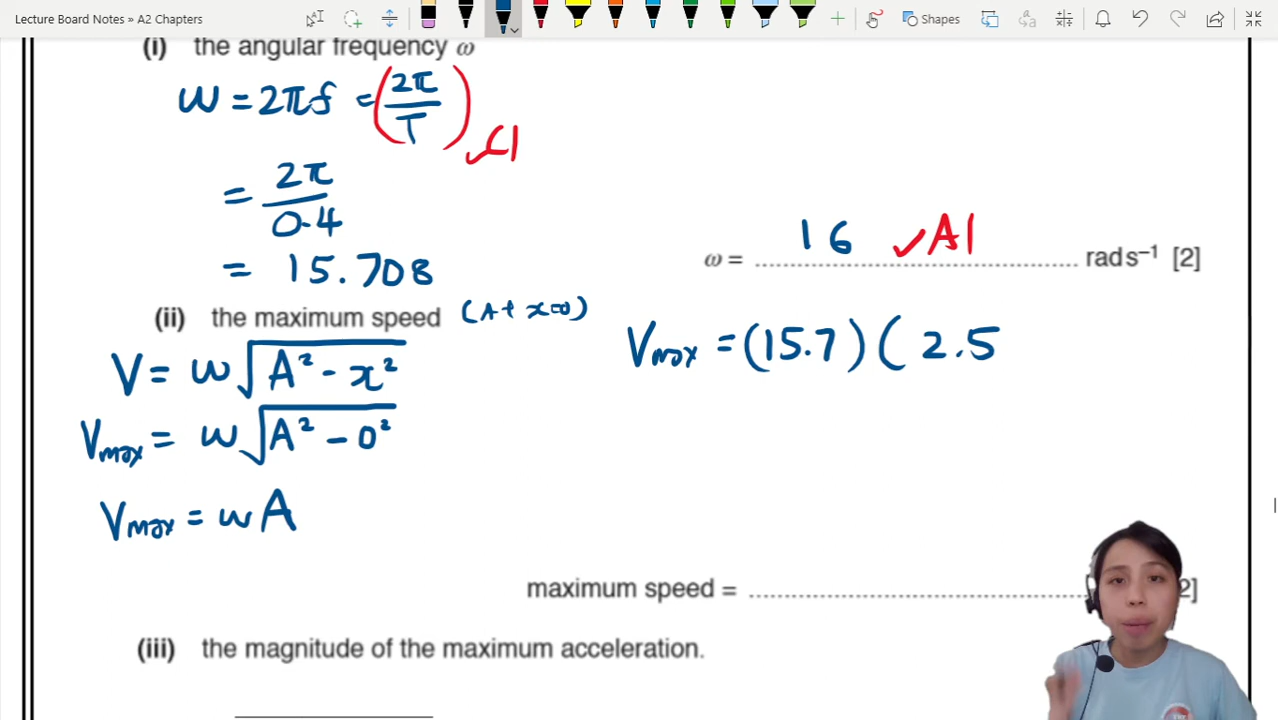 Lecture Board Notes » A2 Chapters
Shapes
(i) the angular frequency ω
ω = 2πf = (2π/T) ✓C1
= 2π/0.4
= 15.708
16 ✓A1
ω = ........................ rad s⁻¹ [2]
(ii) the maximum speed (At x=0)
V = ω√(A² - x²)
Vmax = (15.7)( 2.5
Vmax = ω√(A² - 0²)
Vmax = ωA
maximum speed = ........................ 2]
(iii) the magnitude of the maximum acceleration.